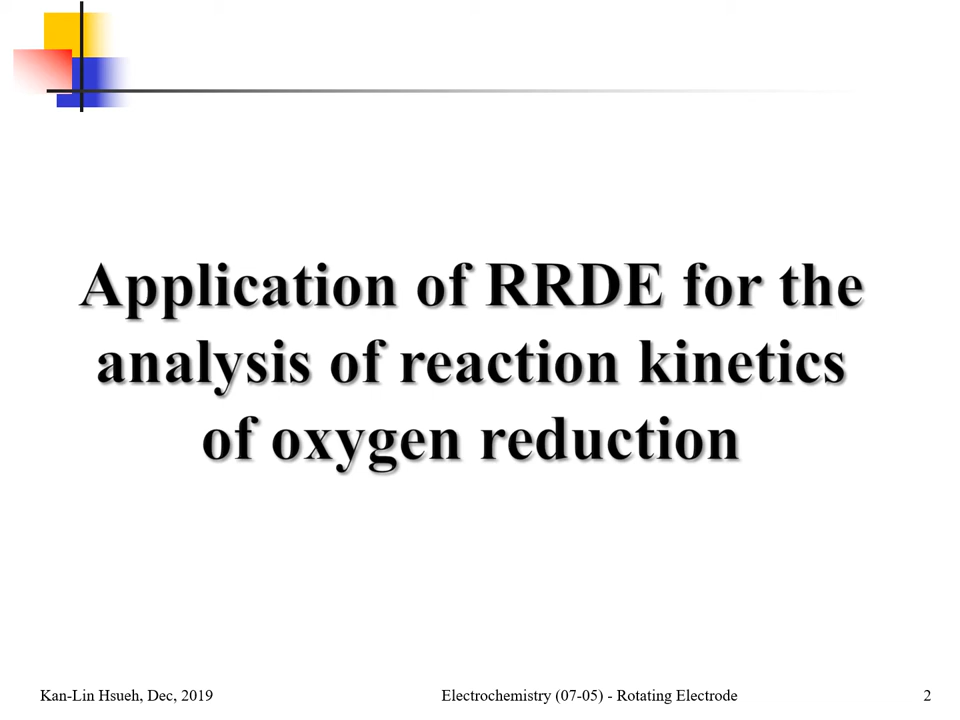 Application of RRDE for the
analysis of reaction kinetics
of oxygen reduction
Kan-Lin Hsueh, Dec, 2019
Electrochemistry (07-05) - Rotating Electrode
2